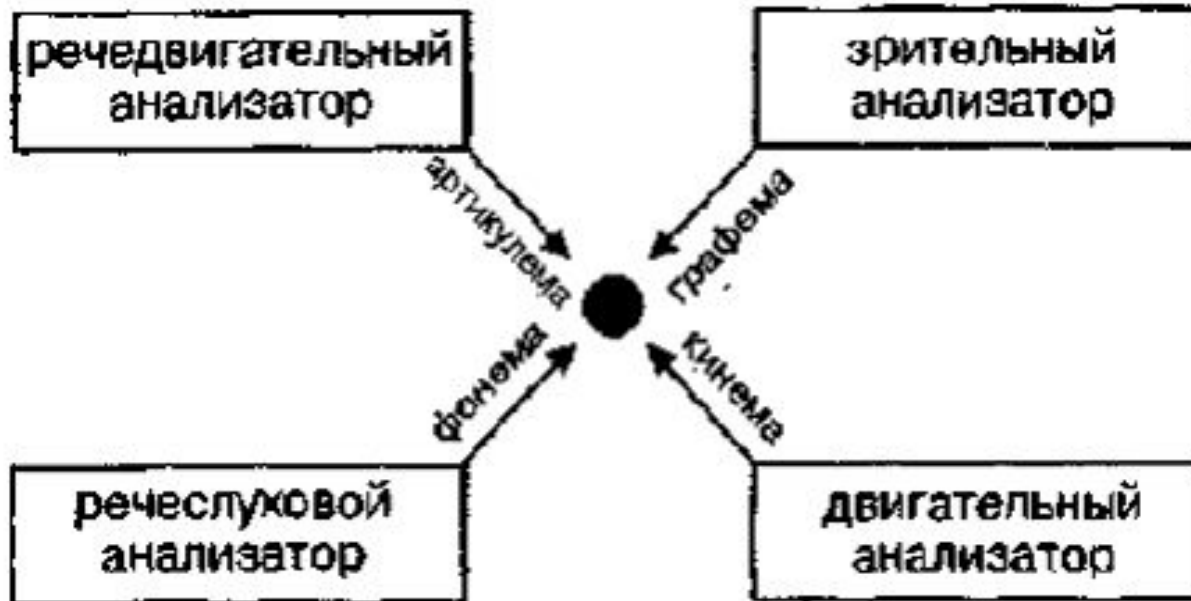 речедвигательный
анализатор
зрительный
анализатор
артикулема
графема
фонема
кинема
речеслуховой
анализатор
двигательный
анализатор